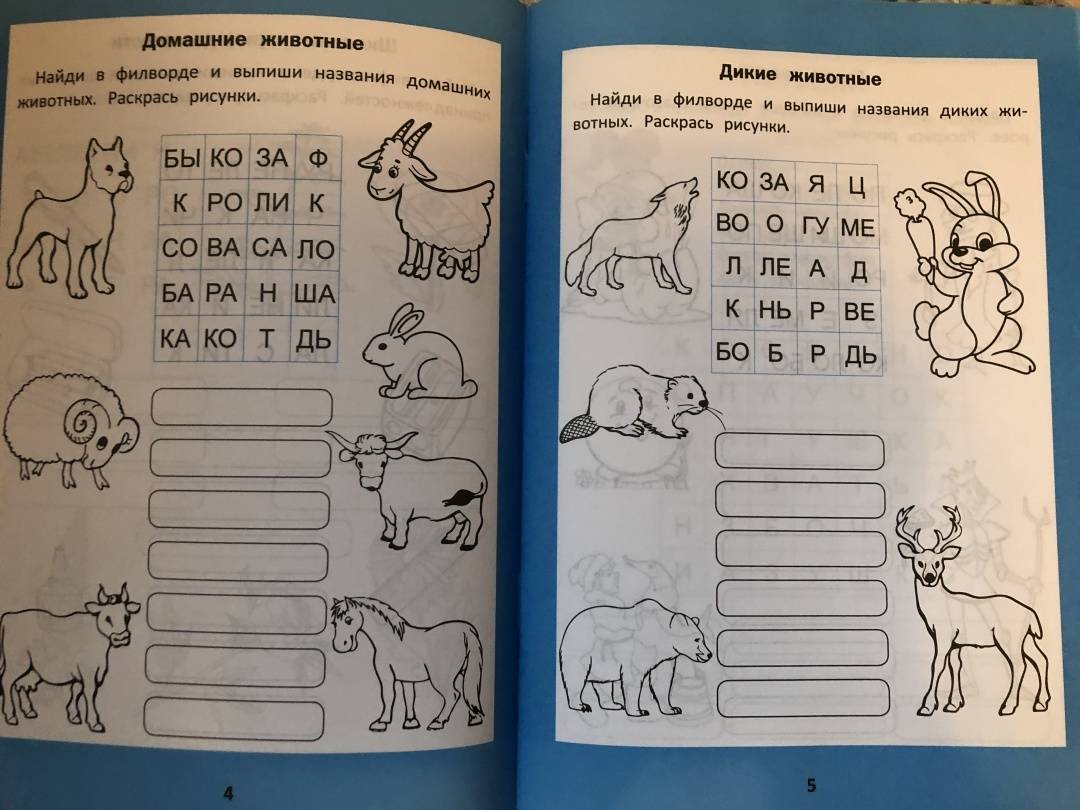 Домашние животные
Найди в филворде и выпиши названия домашних
животных. Раскрась рисунки.
БЫ КО ЗА Ф
К РО ЛИ К
СО ВА СА ЛО
БА РА Н ША
КА КО Т ДЬ
4
Дикие животные
Найди в филворде и выпиши названия диких жи-
вотных. Раскрась рисунки.
КО ЗА Я Ц
ВО О ГУ МЕ
Л ЛЕ А Д
К НЬ Р ВЕ
БО Б Р ДЬ
5